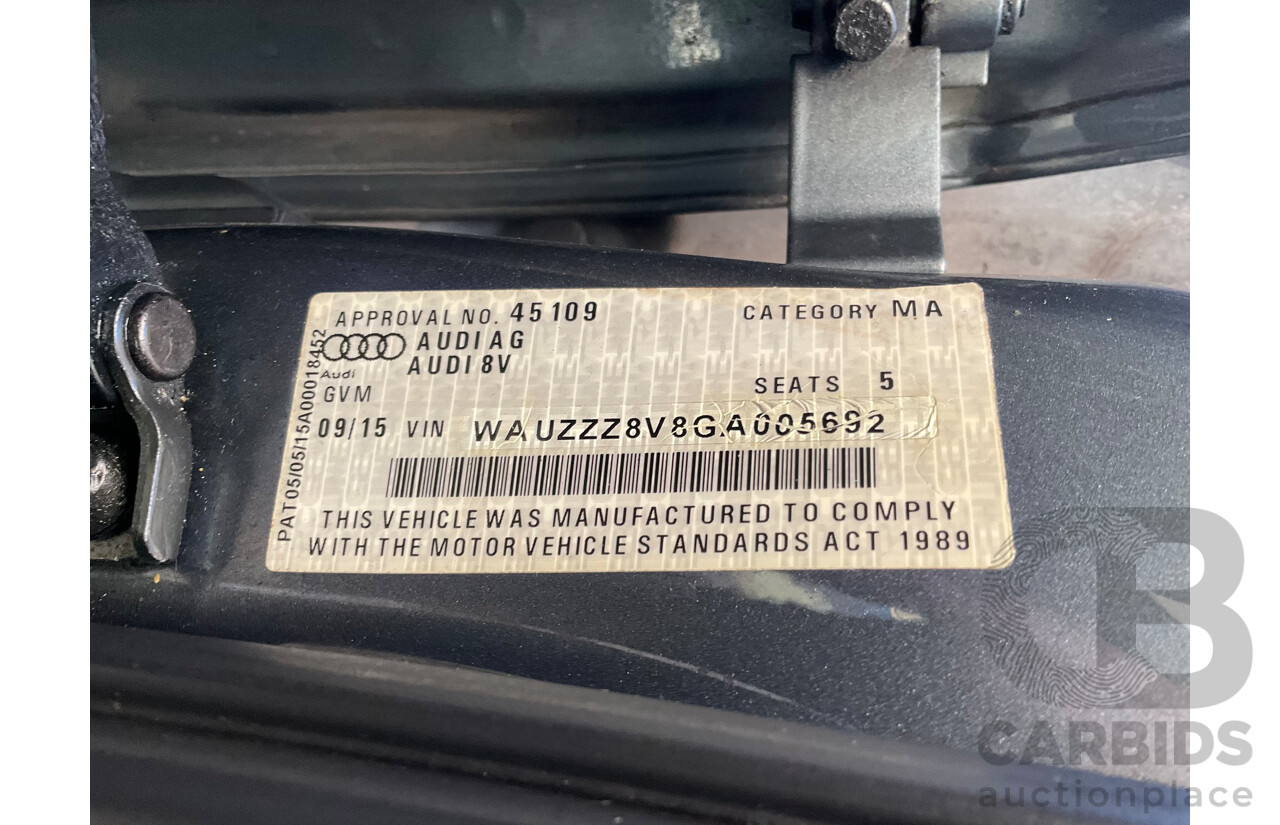 APPROVAL NO. 45109 CATEGORY MA
AUDI AG
AUDI 8V
Audi
GVM SEATS 5
09/15 VIN WAUZZZ8V8GA005692
THIS VEHICLE WAS MANUFACTURED TO COMPLY
WITH THE MOTOR VEHICLE STANDARDS ACT 1989
PAT05/05/15A00018452
CB
CARBIDS
auctionplace